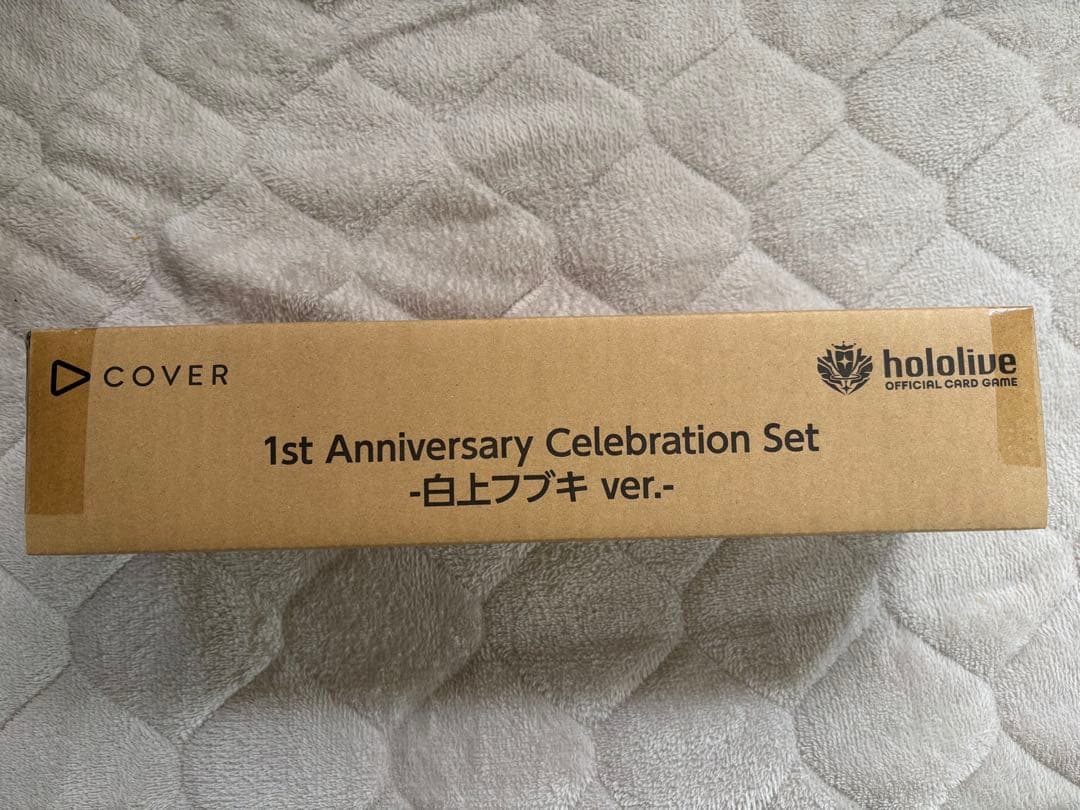 COVER
hololive
OFFICIAL CARD GAME
1st Anniversary Celebration Set
-白上フブキ ver.-